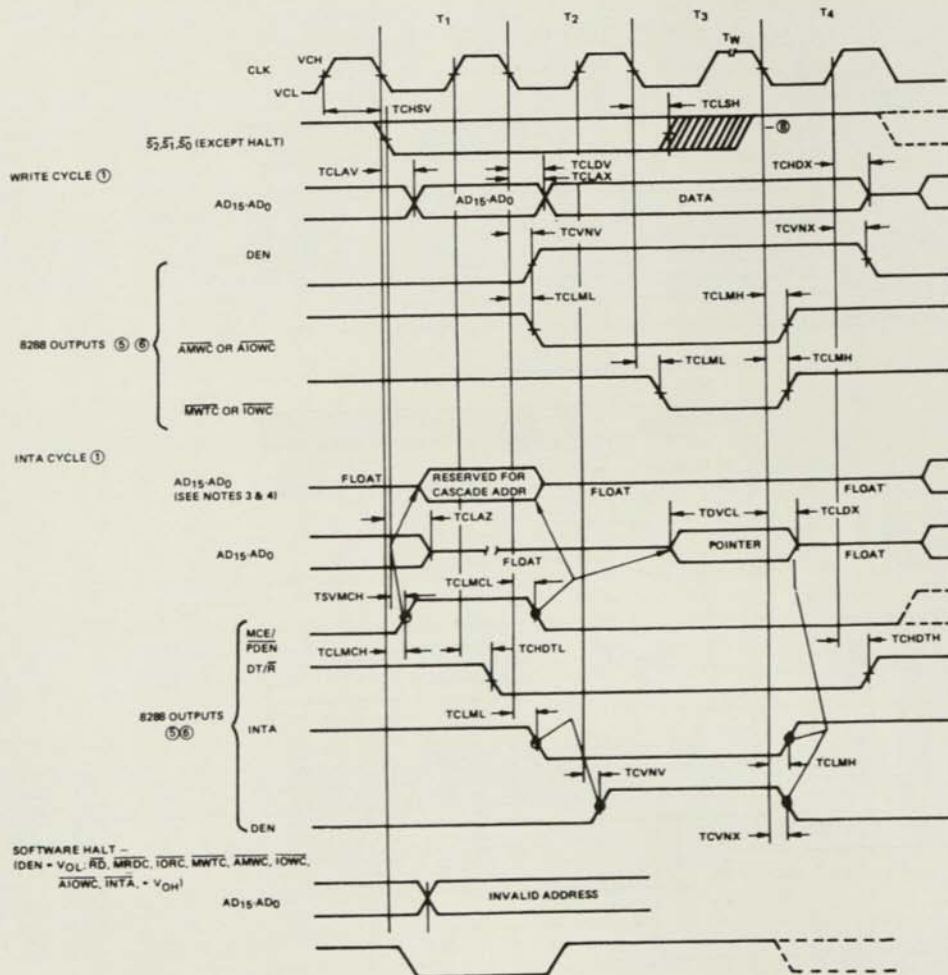 T1 T2 T3 T4
TW
VCH
CLK
VCL
TCHSV
TCLSH
S2,S1,S0 (EXCEPT HALT)
⑧
WRITE CYCLE ①
TCLAV
TCLDV
TCLAX
TCHDX
AD15-AD0
AD15-AD0
DATA
DEN
TCVNV
TCVNX
8288 OUTPUTS ⑤ ⑥
TCLML
TCLMH
AMWC OR AIOWC
TCLML
TCLMH
MWTC OR IOWC
INTA CYCLE ①
AD15-AD0
(SEE NOTES 3 & 4)
FLOAT
RESERVED FOR
CASCADE ADDR
FLOAT
FLOAT
TCLAZ
TDVCL
TCLDX
AD15-AD0
FLOAT
POINTER
FLOAT
TSVMCH
TCLMCL
MCE/
PDEN
TCLMCH
TCHDTL
TCHDTH
DT/R
8288 OUTPUTS
⑤⑥
TCLML
INTA
TCLMH
TCVNV
DEN
TCVNX
SOFTWARE HALT –
(DEN = VOL; RD, MRDC, IORC, MWTC, AMWC, IOWC,
AIOWC, INTA, = VOH)
AD15-AD0
INVALID ADDRESS